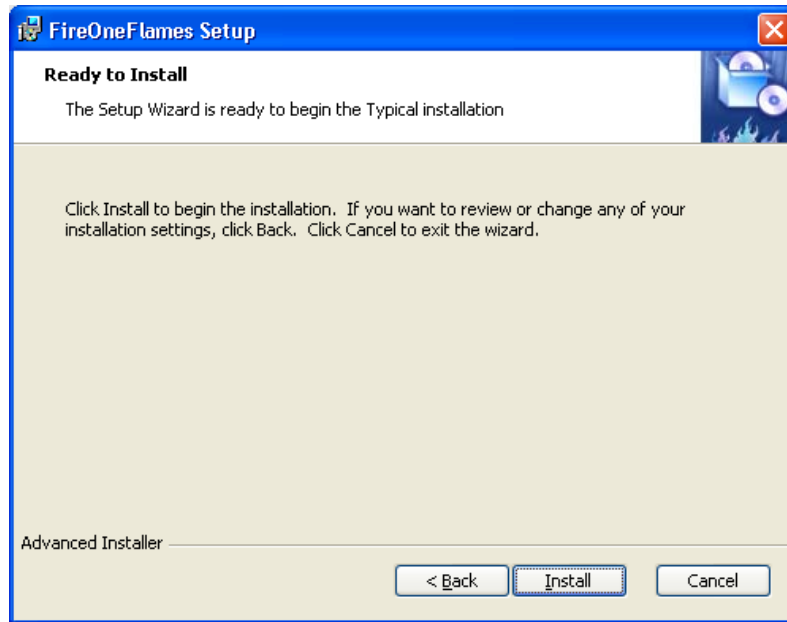 FireOneFlames Setup
Ready to Install
The Setup Wizard is ready to begin the Typical installation
Click Install to begin the installation. If you want to review or change any of your
installation settings, click Back. Click Cancel to exit the wizard.
Advanced Installer
< Back
Install
Cancel